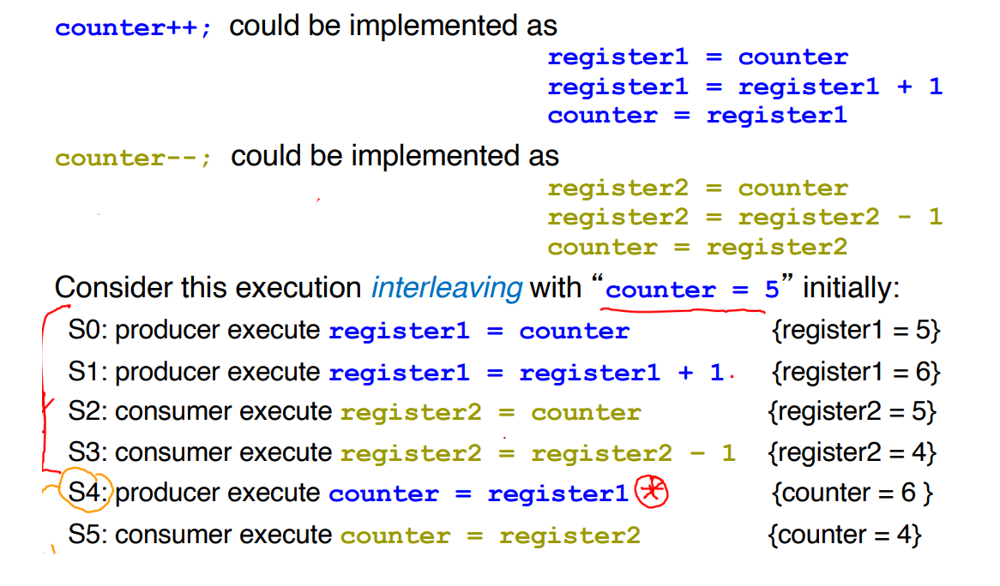 counter++; could be implemented as
register1 = counter
register1 = register1 + 1
counter = register1
counter--; could be implemented as
register2 = counter
register2 = register2 - 1
counter = register2
Consider this execution interleaving with “counter = 5” initially:
S0: producer execute register1 = counter {register1 = 5}
S1: producer execute register1 = register1 + 1 {register1 = 6}
S2: consumer execute register2 = counter {register2 = 5}
S3: consumer execute register2 = register2 – 1 {register2 = 4}
S4: producer execute counter = register1 {counter = 6 }
S5: consumer execute counter = register2 {counter = 4}